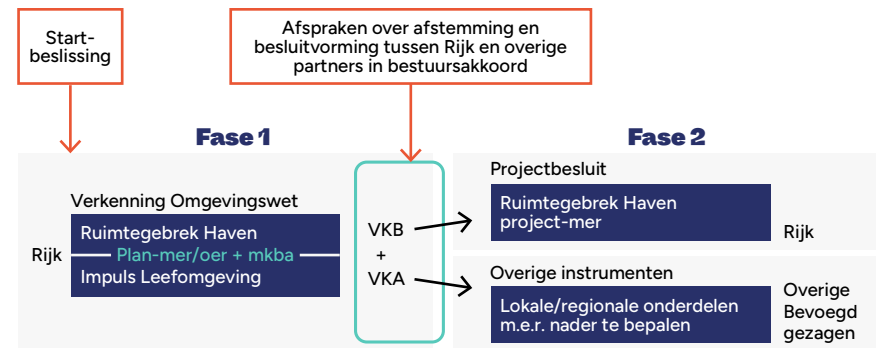 Start-
beslissing
Afspraken over afstemming en
besluitvorming tussen Rijk en overige
partners in bestuursakkoord
Fase 1
Fase 2
Verkenning Omgevingswet
Rijk
Ruimtegebrek Haven
Plan-mer/oer + mkba
Impuls Leefomgeving
VKB
+
VKA
Projectbesluit
Ruimtegebrek Haven
project-mer
Rijk
Overige instrumenten
Lokale/regionale onderdelen
m.e.r. nader te bepalen
Overige
Bevoegd
gezagen